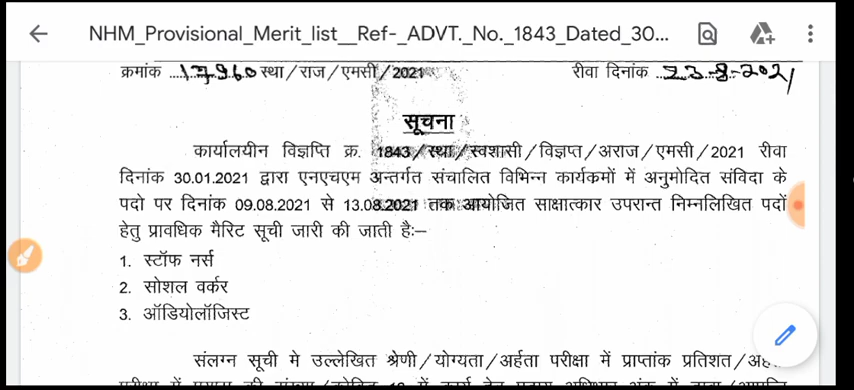 NHM_Provisional_Merit_list__Ref-_ADVT._No._1843_Dated_30...
क्रमांक 17960 स्था/राज/एमसी/2021 रीवा दिनांक 23-8-2021
सूचना
कार्यालयीन विज्ञप्ति क्र. 1843/स्था/स्वशासी/विज्ञप्त/अराज/एमसी/2021 रीवा
दिनांक 30.01.2021 द्वारा एनएचएम अन्तर्गत संचालित विभिन्न कार्यकमों में अनुमोदित संविदा के
पदो पर दिनांक 09.08.2021 से 13.08.2021 तक आयोजित साक्षात्कार उपरान्त निम्नलिखित पदों
हेतु प्रावधिक मैरिट सूची जारी की जाती है:–
1. स्टॉफ नर्स
2. सोशल वर्कर
3. ऑडियोलॉजिस्ट
संलग्न सूची मे उल्लेखित श्रेणी/योग्यता/अर्हता परीक्षा में प्राप्तांक प्रतिशत/